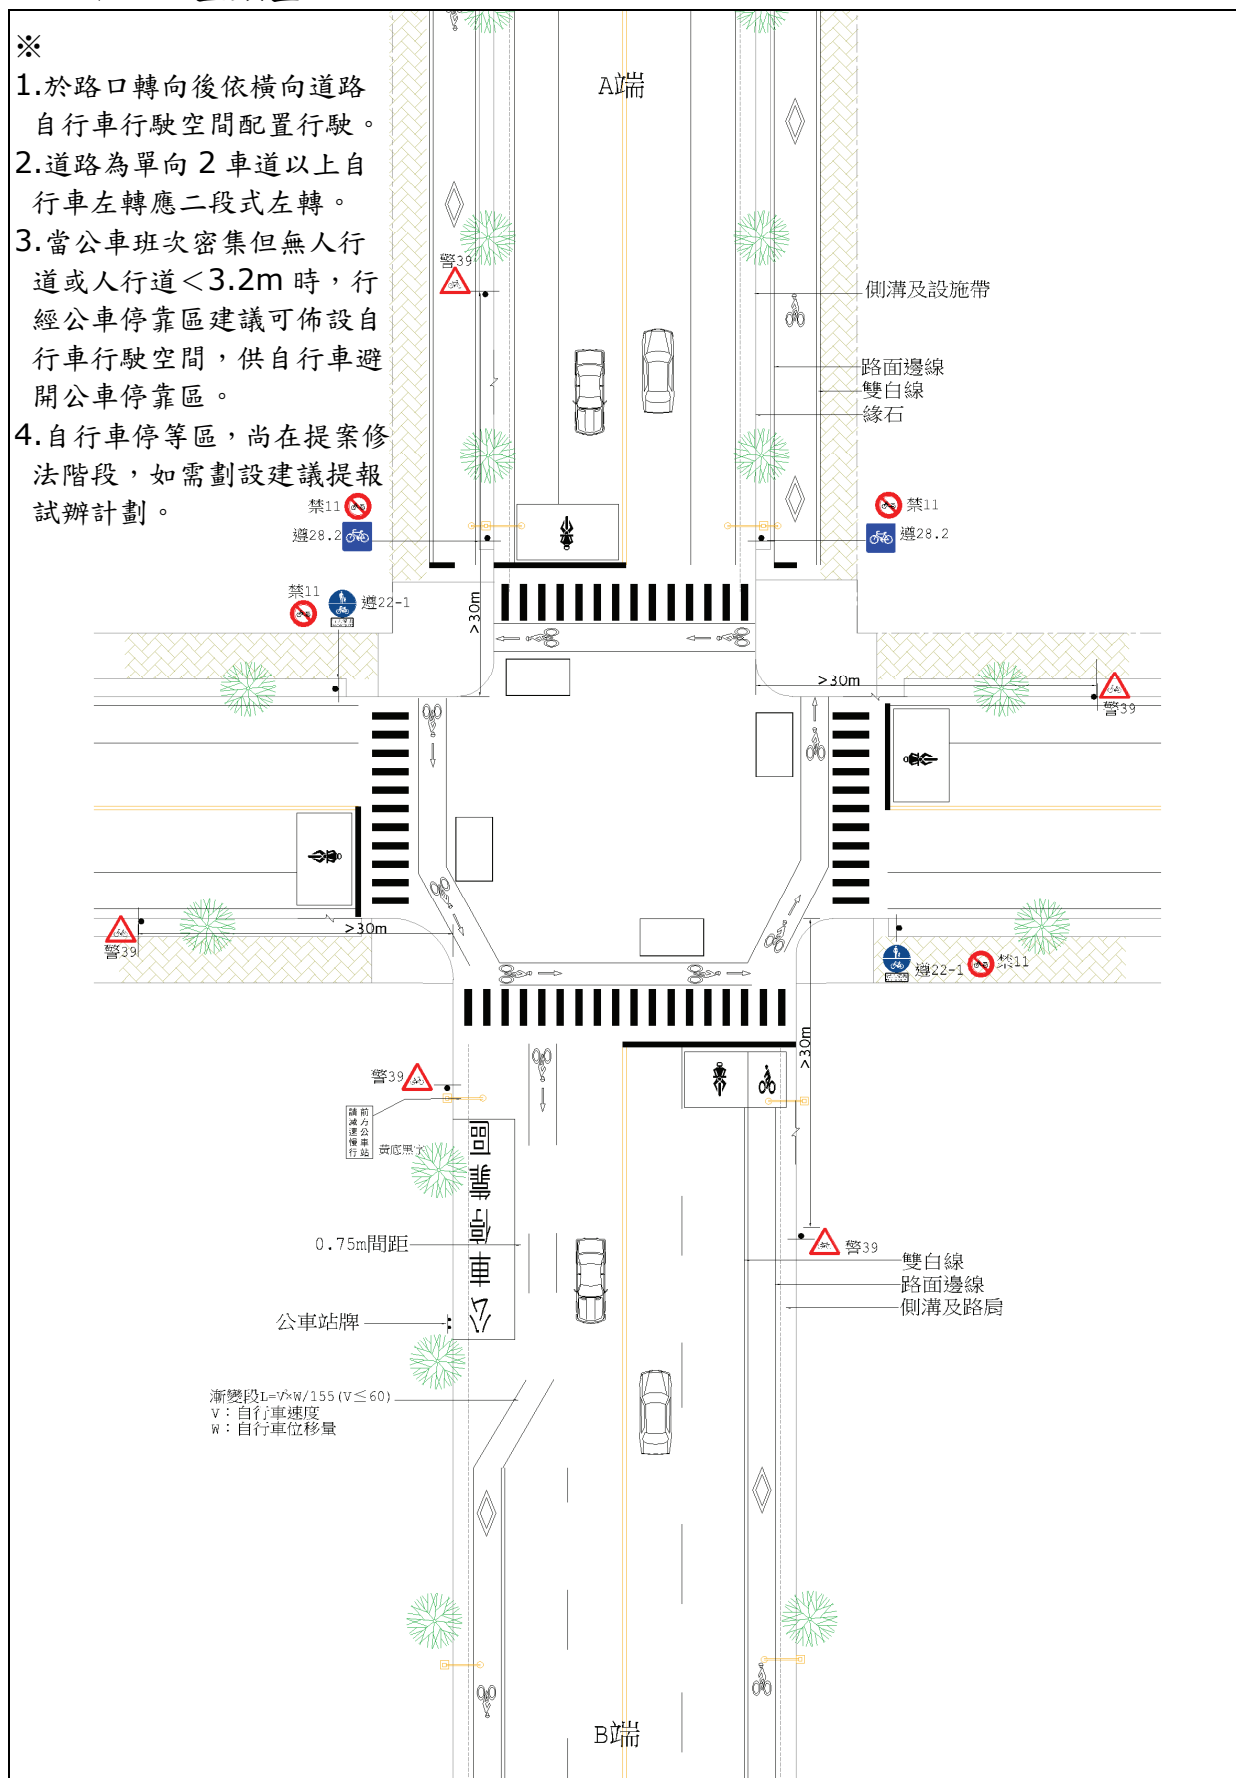 ※
1.於路口轉向後依橫向道路
自行車行駛空間配置行駛。
2.道路為單向 2 車道以上自
行車左轉應二段式左轉。
3.當公車班次密集但無人行
道或人行道＜3.2m 時，行
經公車停靠區建議可佈設自
行車行駛空間，供自行車避
開公車停靠區。
4.自行車停等區，尚在提案修
法階段，如需劃設建議提報
試辦計劃。
A端
警39
側溝及設施帶
路面邊線
雙白線
緣石
禁11
遵28.2
禁11
遵28.2
禁11
遵22-1
>30m
>30m
警39
>30m
警39
遵22-1
禁11
>30m
警39
前方公車站
請減速慢行
黃底黑字
公車停靠區
0.75m間距
警39
雙白線
路面邊線
側溝及路肩
公車站牌
漸變段L=V²×W/155(V≤60)
V：自行車速度
W：自行車位移量
B端